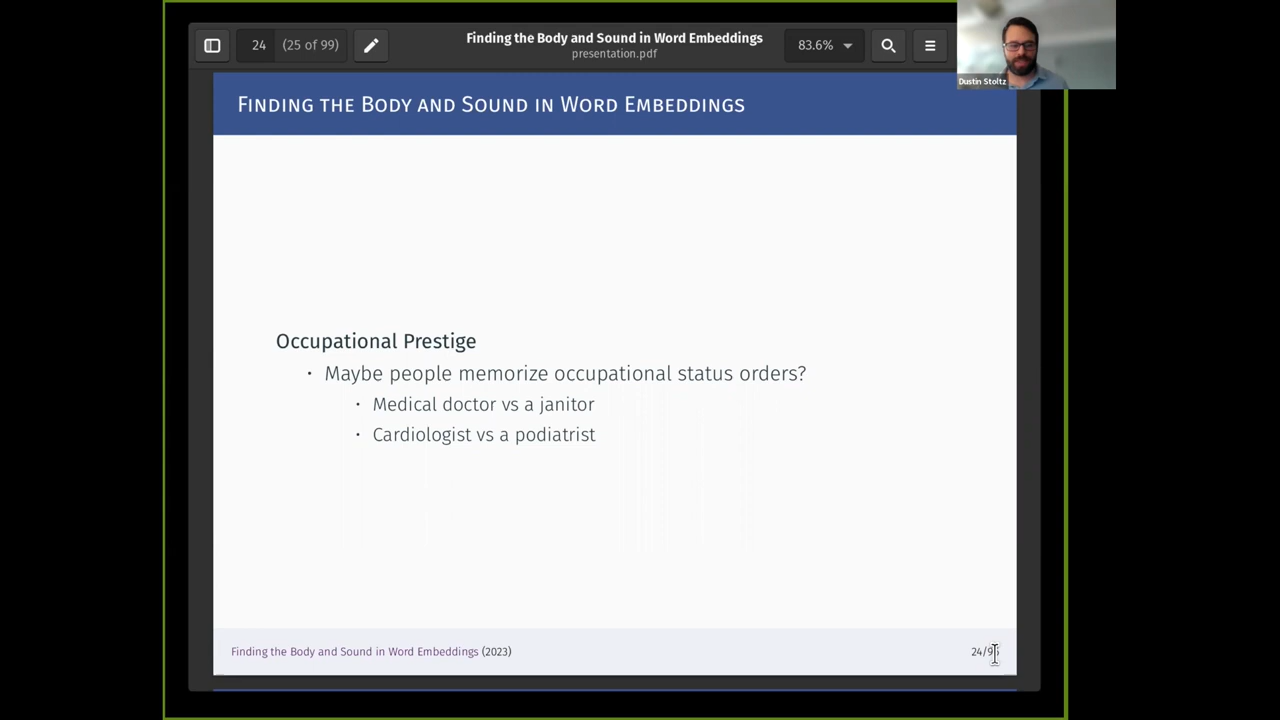 24 (25 of 99)
Finding the Body and Sound in Word Embeddings
presentation.pdf
83.6%
Dustin Stoltz
Finding the Body and Sound in Word Embeddings
Occupational Prestige
• Maybe people memorize occupational status orders?
• Medical doctor vs a janitor
• Cardiologist vs a podiatrist
Finding the Body and Sound in Word Embeddings (2023)